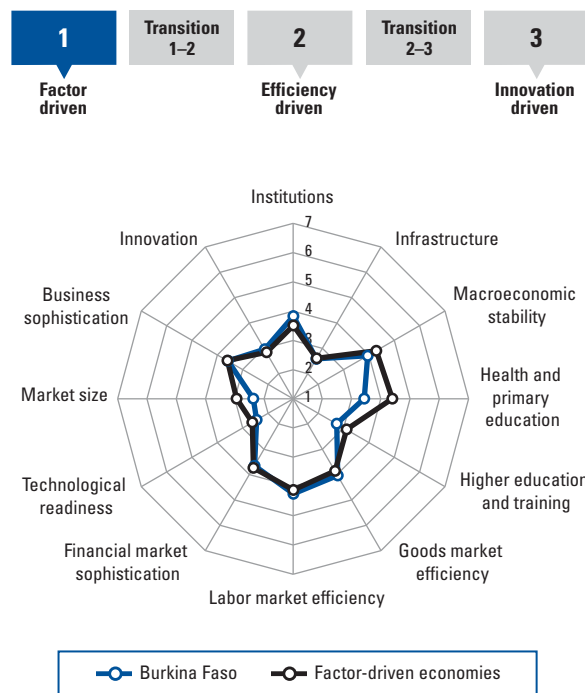 1
Transition
1–2
2
Transition
2–3
3
Factor
driven
Efficiency
driven
Innovation
driven
Institutions
7
6
5
4
3
2
1
Infrastructure
Macroeconomic
stability
Health and
primary
education
Higher education
and training
Goods market
efficiency
Labor market efficiency
Financial market
sophistication
Technological
readiness
Market size
Business
sophistication
Innovation
Burkina Faso
Factor-driven economies